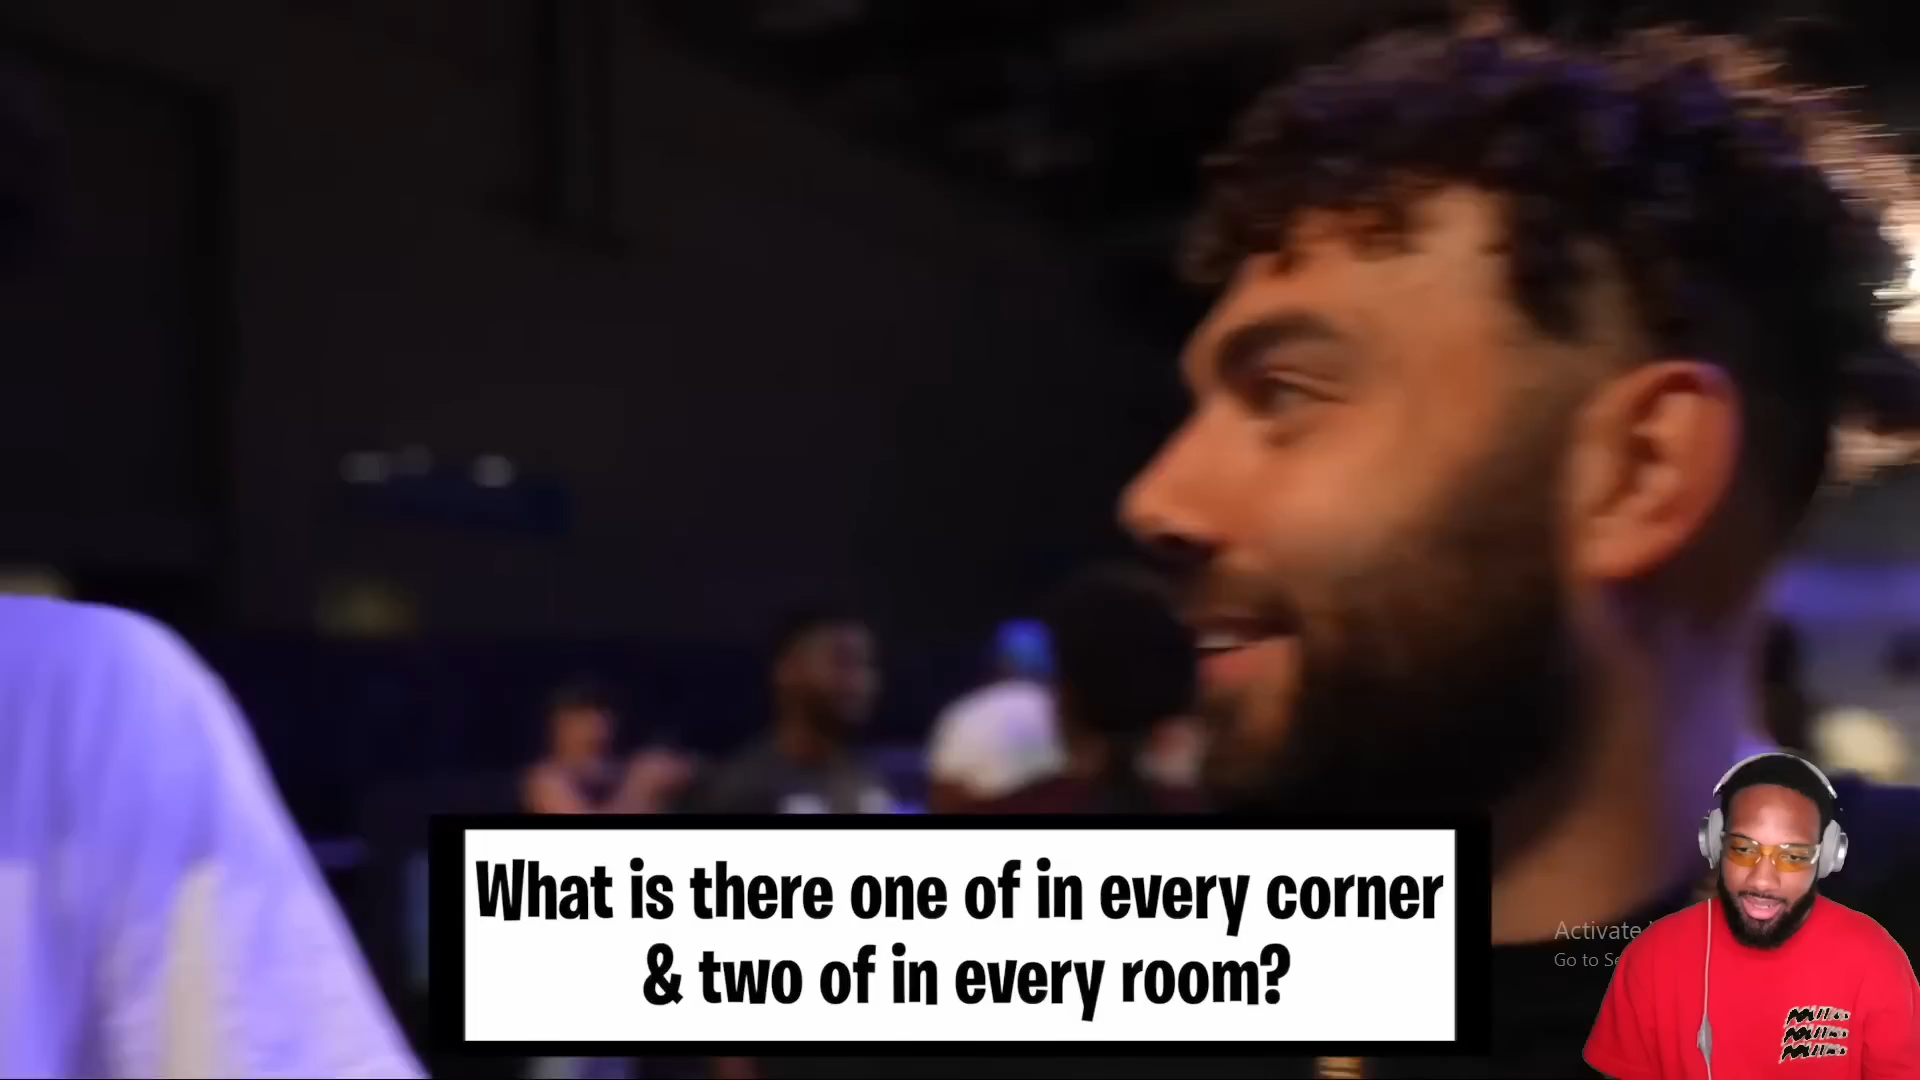 What is there one of in every corner
& two of in every room?
Activate
Go to Se